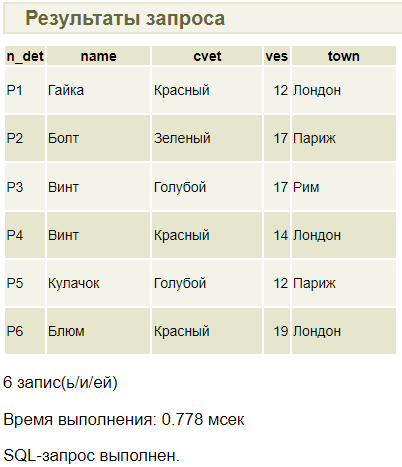 Результаты запроса
n_det name cvet ves town
P1 Гайка Красный 12 Лондон
P2 Болт Зеленый 17 Париж
P3 Винт Голубой 17 Рим
P4 Винт Красный 14 Лондон
P5 Кулачок Голубой 12 Париж
P6 Блюм Красный 19 Лондон
6 запис(ь/и/ей)
Время выполнения: 0.778 мсек
SQL-запрос выполнен.